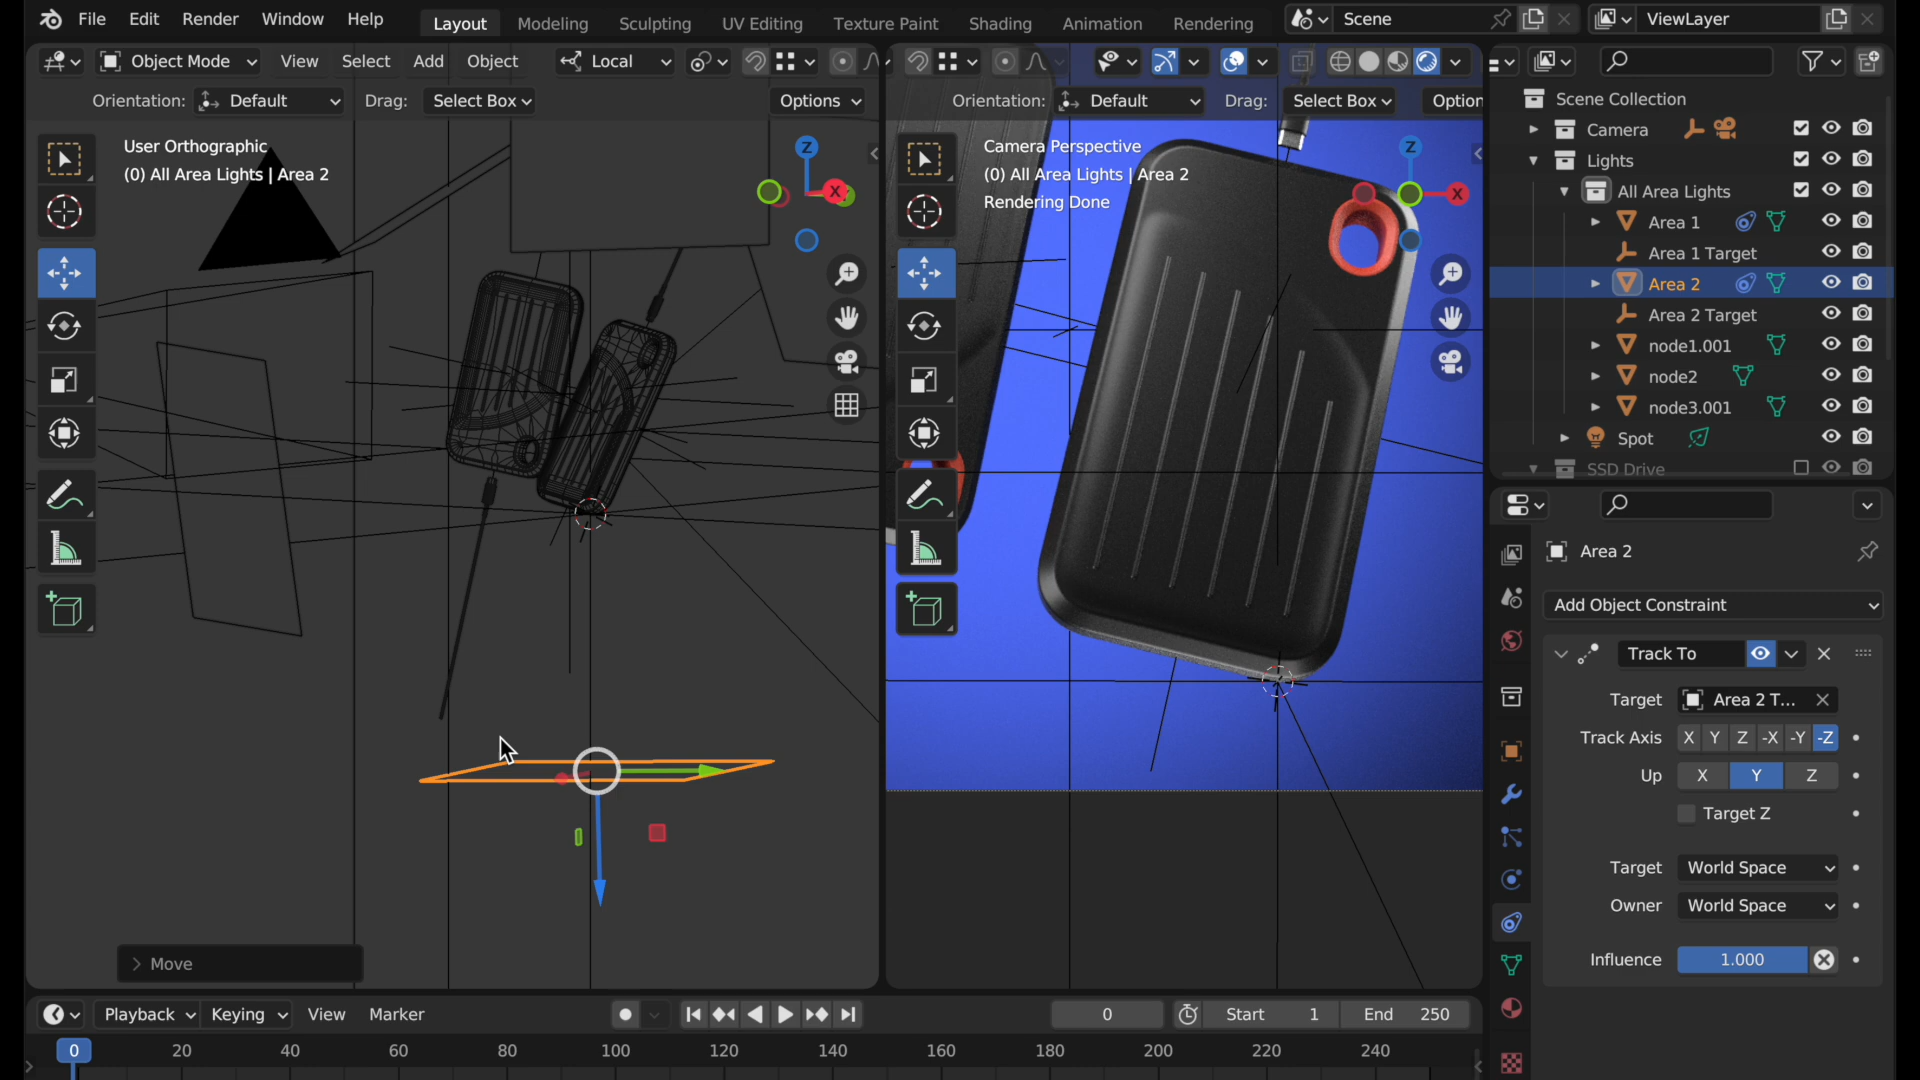 File Edit Render Window Help Layout Modeling Sculpting UV Editing Texture Paint Shading Animation Rendering Scene ViewLayer
Object Mode View Select Add Object Local
Orientation: Default Drag: Select Box Options
Orientation: Default Drag: Select Box Option
User Orthographic
(0) All Area Lights | Area 2
Z
X
Y
Camera Perspective
(0) All Area Lights | Area 2
Rendering Done
Z
X
Scene Collection
Camera
Lights
All Area Lights
Area 1
Area 1 Target
Area 2
Area 2 Target
node1.001
node2
node3.001
Spot
SSD Drive
Area 2
Add Object Constraint
Track To
Target Area 2 T...
Track Axis X Y Z -X -Y -Z
Up X Y Z
Target Z
Target World Space
Owner World Space
Influence 1.000
Move
Playback Keying View Marker 0 Start 1 End 250
0 20 40 60 80 100 120 140 160 180 200 220 240